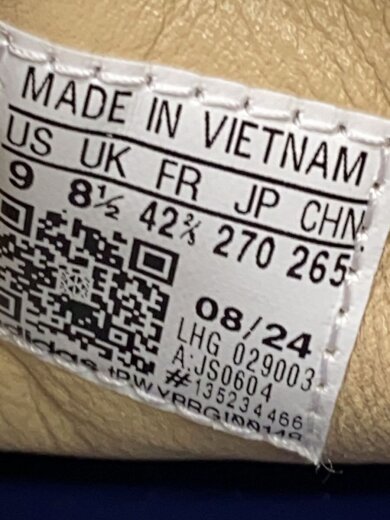 MADE IN VIETNAM
US UK FR JP CHN
9 8½ 42⅔ 270 265
08/24
LHG 029003
A:JS0604
#135234466
adidas